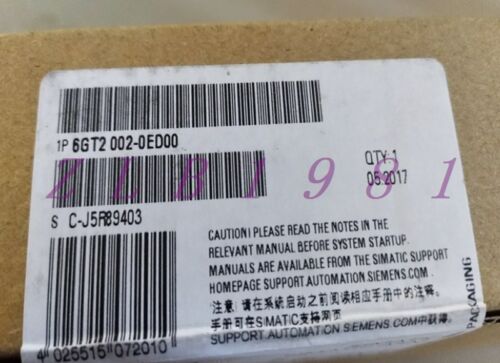 1P 6GT2 002-0ED00
QTY: 1
05.2017
ZLB1981
S C-J5R89403
CAUTION! PLEASE READ THE NOTES IN THE
RELEVANT MANUAL BEFORE SYSTEM STARTUP.
MANUALS ARE AVAILABLE FROM THE SIMATIC SUPPORT
HOMEPAGE SUPPORT.AUTOMATION.SIEMENS.COM.
注意: 请在系统启动之前阅读相应手册中的注释。
手册可在SIMATIC支持网页
SUPPORT.AUTOMATION.SIEMENS.COM中获得。
4 025515 072010
PACKAGING